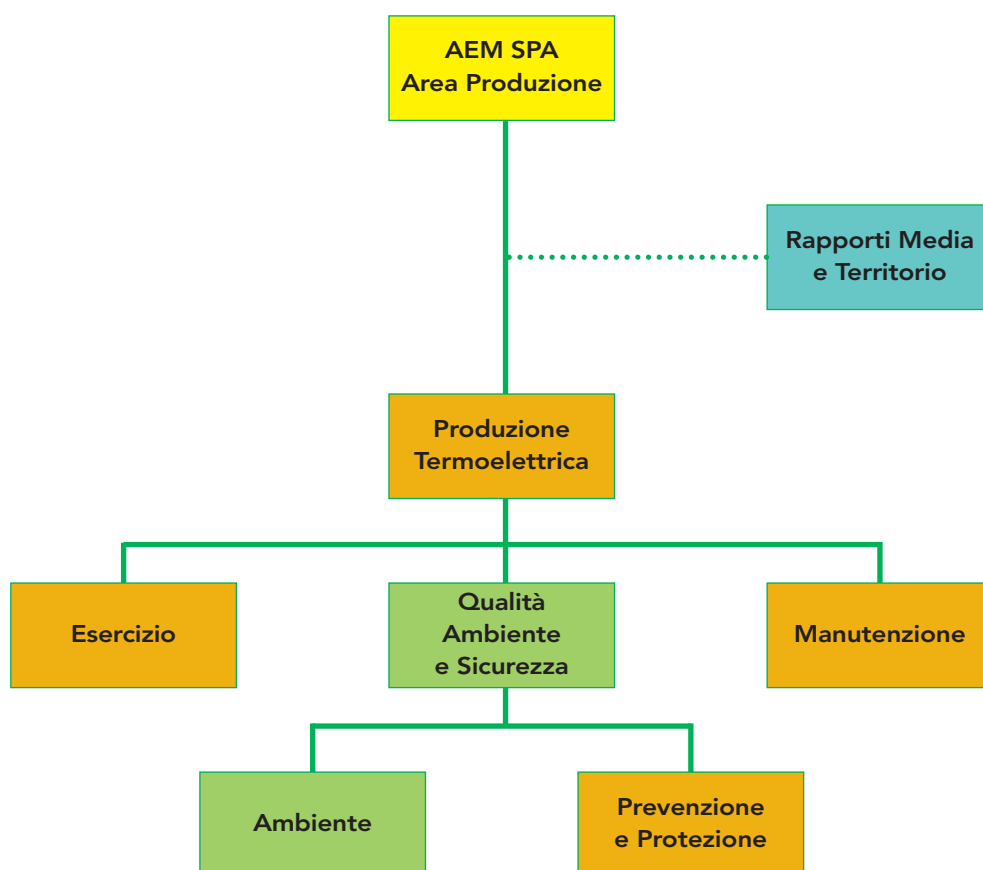 AEM SPA
Area Produzione
Rapporti Media
e Territorio
Produzione
Termoelettrica
Esercizio
Qualità
Ambiente
e Sicurezza
Manutenzione
Ambiente
Prevenzione
e Protezione